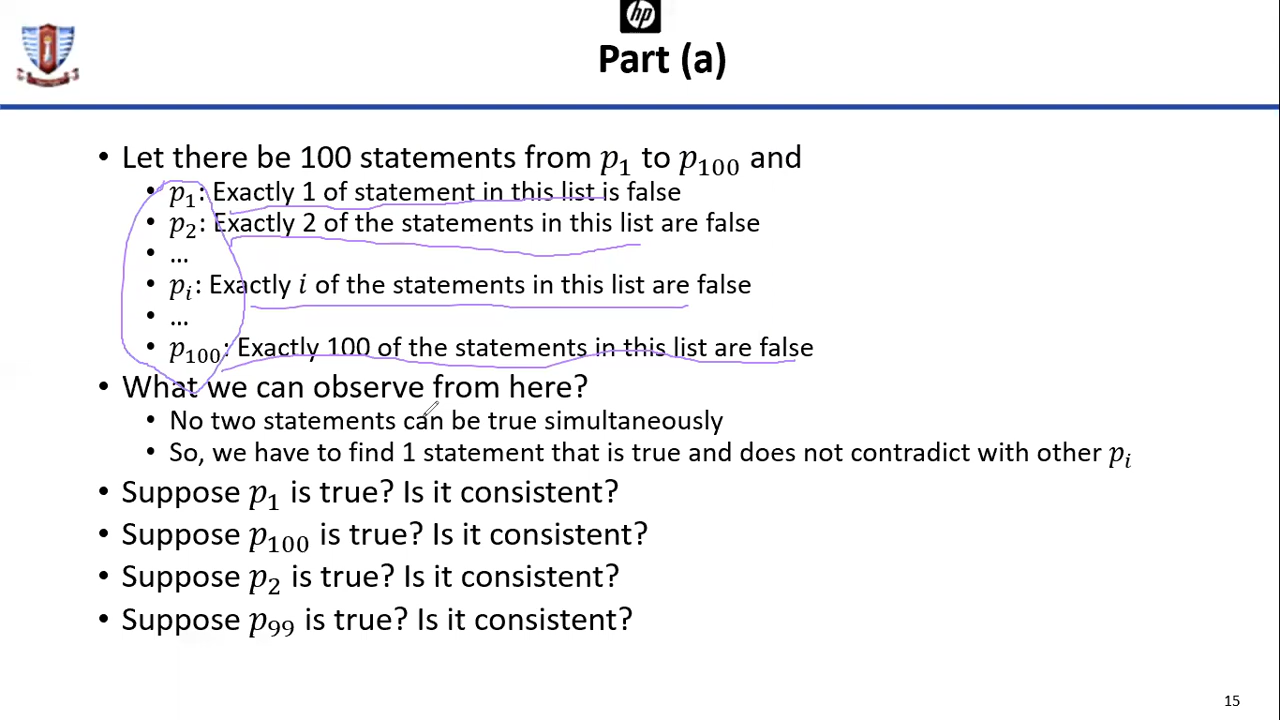 hp
Part (a)
• Let there be 100 statements from p₁ to p₁₀₀ and
• p₁: Exactly 1 of statement in this list is false
• p₂: Exactly 2 of the statements in this list are false
• ...
• pᵢ: Exactly i of the statements in this list are false
• ...
• p₁₀₀: Exactly 100 of the statements in this list are false
• What we can observe from here?
• No two statements can be true simultaneously
• So, we have to find 1 statement that is true and does not contradict with other pᵢ
• Suppose p₁ is true? Is it consistent?
• Suppose p₁₀₀ is true? Is it consistent?
• Suppose p₂ is true? Is it consistent?
• Suppose p₉₉ is true? Is it consistent?
15